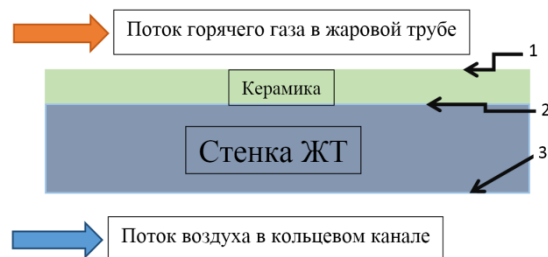 Поток горячего газа в жаровой трубе
1
Керамика
2
Стенка ЖТ
3
Поток воздуха в кольцевом канале